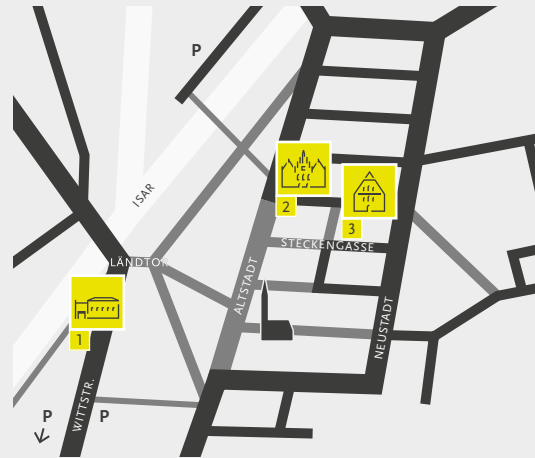 P
ISAR
2
3
STECKENGASSE
LÄNDTOR
ALTSTADT
1
NEUSTADT
WITTSTR.
P
P